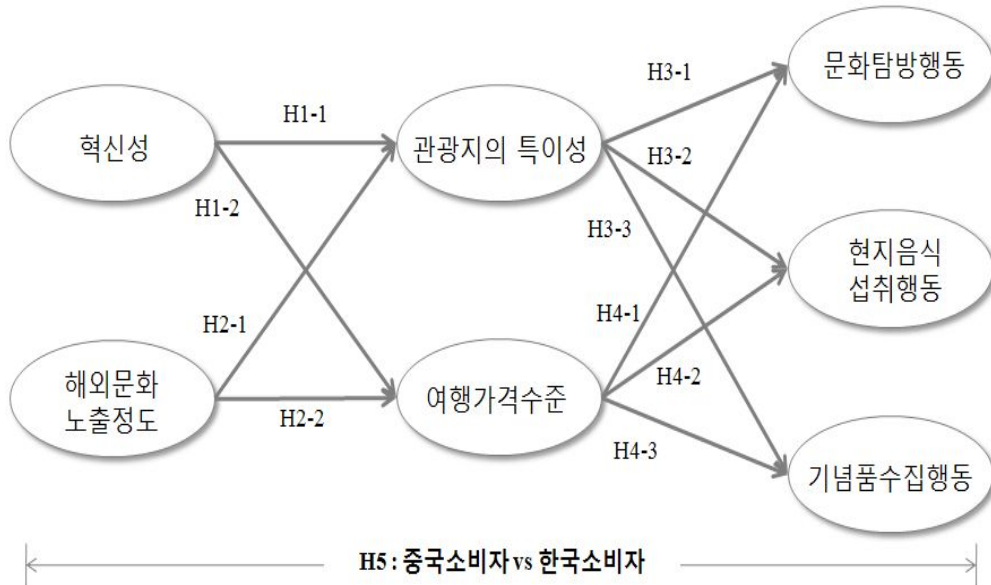 문화탐방행동
H3-1
H1-1
혁신성
관광지의 특이성
H3-2
H1-2
H3-3
현지음식
섭취행동
H2-1
H4-1
해외문화
노출정도
여행가격수준
H4-2
H2-2
H4-3
기념품수집행동
H5 : 중국소비자 vs 한국소비자